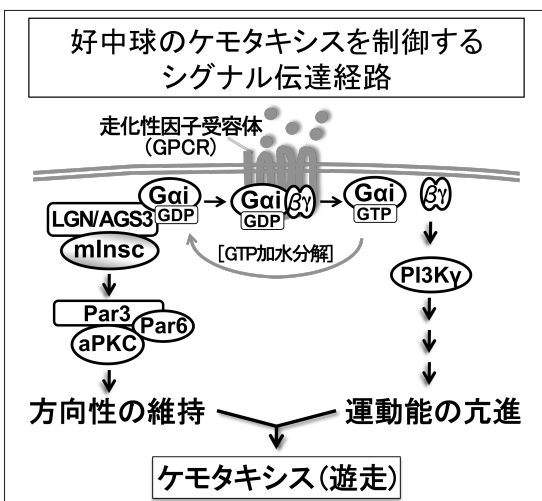 好中球のケモタキシスを制御する
シグナル伝達経路
走化性因子受容体
(GPCR)
Gαi
GDP
LGN/AGS3
mInsc
Gαi
GDP
βγ
Gαi
GTP
βγ
[GTP加水分解]
PI3Kγ
Par3
Par6
aPKC
方向性の維持
運動能の亢進
ケモタキシス(遊走)